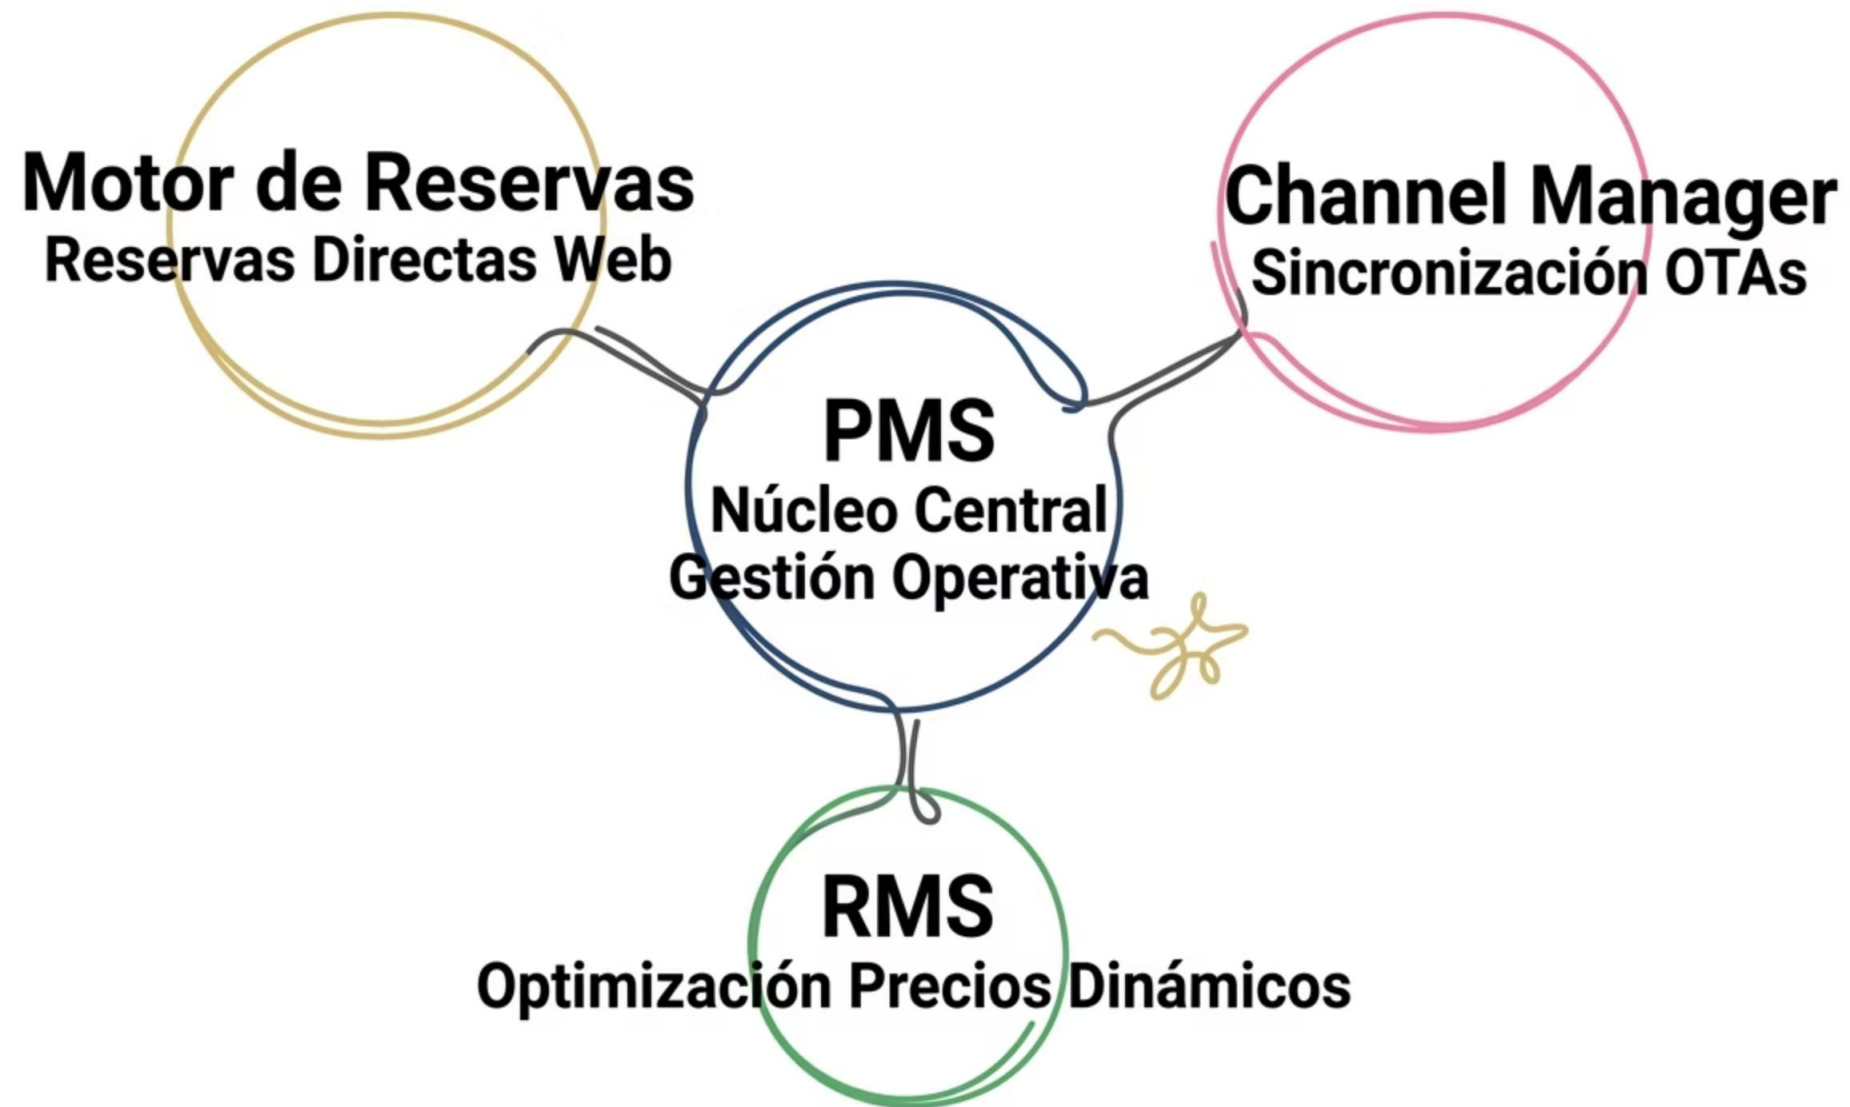 Motor de Reservas
Reservas Directas Web
Channel Manager
Sincronización OTAs
PMS
Núcleo Central
Gestión Operativa
RMS
Optimización Precios Dinámicos